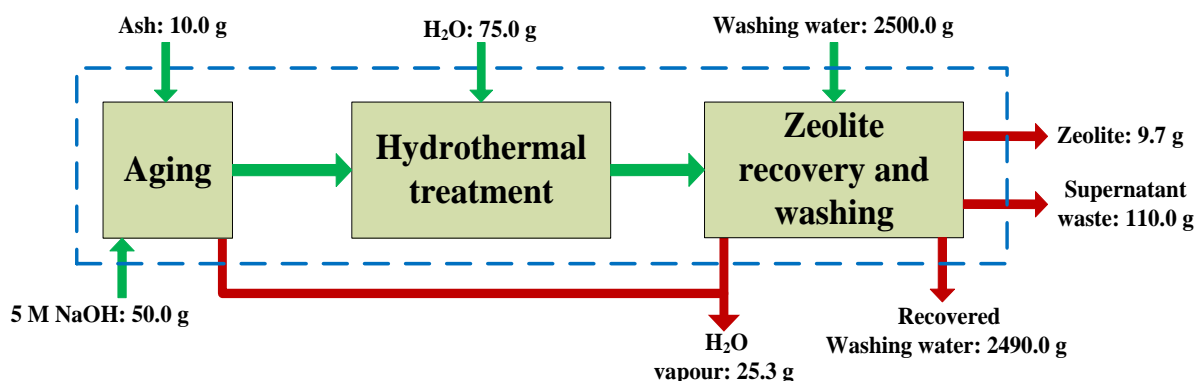 Ash: 10.0 g
H₂O: 75.0 g
Washing water: 2500.0 g
Aging
Hydrothermal
treatment
Zeolite
recovery and
washing
Zeolite: 9.7 g
Supernatant
waste: 110.0 g
5 M NaOH: 50.0 g
H₂O
vapour: 25.3 g
Recovered
Washing water: 2490.0 g